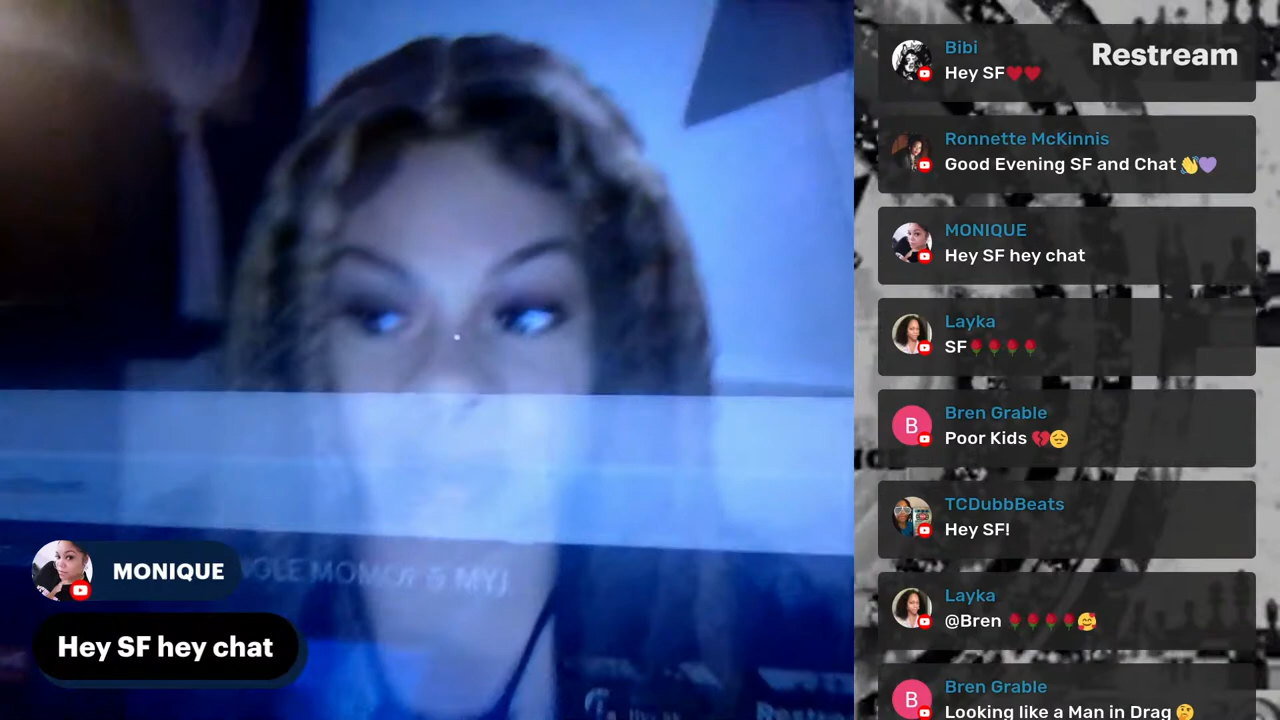 Restream
Bibi
Hey SF❤️❤️
Ronnette McKinnis
Good Evening SF and Chat 👋💜
MONIQUE
Hey SF hey chat
Layka
SF🌹🌹🌹🌹
B
Bren Grable
Poor Kids 💔😔
TCDubbBeats
Hey SF!
Layka
@Bren 🌹🌹🌹🌹🥰
B
Bren Grable
Looking like a Man in Drag 🤔
MONIQUE
Hey SF hey chat